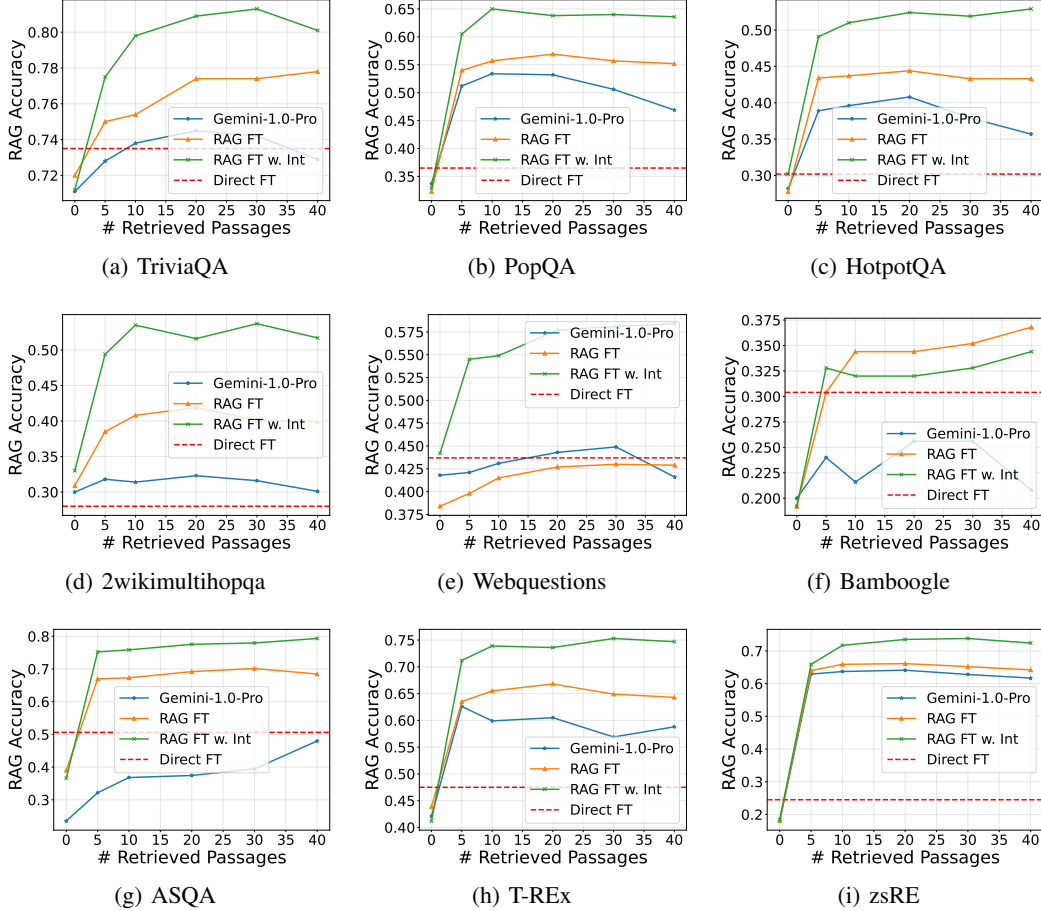 RAG Accuracy
0.80
0.78
0.76
0.74
0.72
Gemini-1.0-Pro
RAG FT
RAG FT w. Int
Direct FT
0 5 10 15 20 25 30 35 40
# Retrieved Passages
(a) TriviaQA
RAG Accuracy
0.65
0.60
0.55
0.50
0.45
0.40
0.35
Gemini-1.0-Pro
RAG FT
RAG FT w. Int
Direct FT
0 5 10 15 20 25 30 35 40
# Retrieved Passages
(b) PopQA
RAG Accuracy
0.50
0.45
0.40
0.35
0.30
Gemini-1.0-Pro
RAG FT
RAG FT w. Int
Direct FT
0 5 10 15 20 25 30 35 40
# Retrieved Passages
(c) HotpotQA
RAG Accuracy
0.50
0.45
0.40
0.35
0.30
Gemini-1.0-Pro
RAG FT
RAG FT w. Int
Direct FT
0 5 10 15 20 25 30 35 40
# Retrieved Passages
(d) 2wikimultihopqa
RAG Accuracy
0.575
0.550
0.525
0.500
0.475
0.450
0.425
0.400
0.375
Gemini-1.0-Pro
RAG FT
RAG FT w. Int
Direct FT
0 5 10 15 20 25 30 35 40
# Retrieved Passages
(e) Webquestions
RAG Accuracy
0.375
0.350
0.325
0.300
0.275
0.250
0.225
0.200
Gemini-1.0-Pro
RAG FT
RAG FT w. Int
Direct FT
0 5 10 15 20 25 30 35 40
# Retrieved Passages
(f) Bamboogle
RAG Accuracy
0.8
0.7
0.6
0.5
0.4
0.3
Gemini-1.0-Pro
RAG FT
RAG FT w. Int
Direct FT
0 5 10 15 20 25 30 35 40
# Retrieved Passages
(g) ASQA
RAG Accuracy
0.75
0.70
0.65
0.60
0.55
0.50
0.45
0.40
Gemini-1.0-Pro
RAG FT
RAG FT w. Int
Direct FT
0 5 10 15 20 25 30 35 40
# Retrieved Passages
(h) T-REx
RAG Accuracy
0.7
0.6
0.5
0.4
0.3
0.2
Gemini-1.0-Pro
RAG FT
RAG FT w. Int
Direct FT
0 5 10 15 20 25 30 35 40
# Retrieved Passages
(i) zsRE